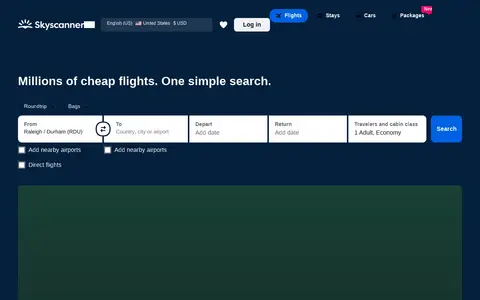 Skyscanner
English (US) United States $ USD
Log in
Flights
Stays
Cars
Packages
New
Millions of cheap flights. One simple search.
Roundtrip
Bags
From
Raleigh / Durham (RDU)
To
Country, city or airport
Depart
Add date
Return
Add date
Travelers and cabin class
1 Adult, Economy
Search
Add nearby airports
Add nearby airports
Direct flights